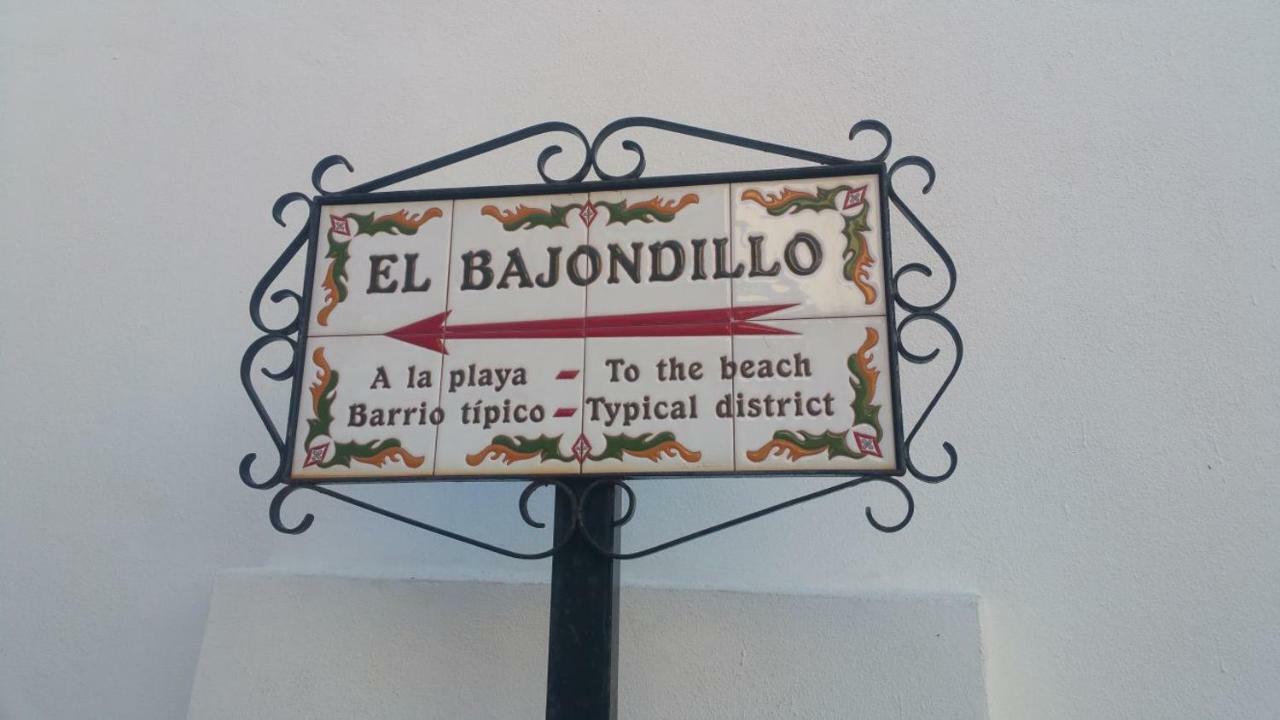 EL BAJONDILLO
A la playa - To the beach
Barrio típico - Typical district